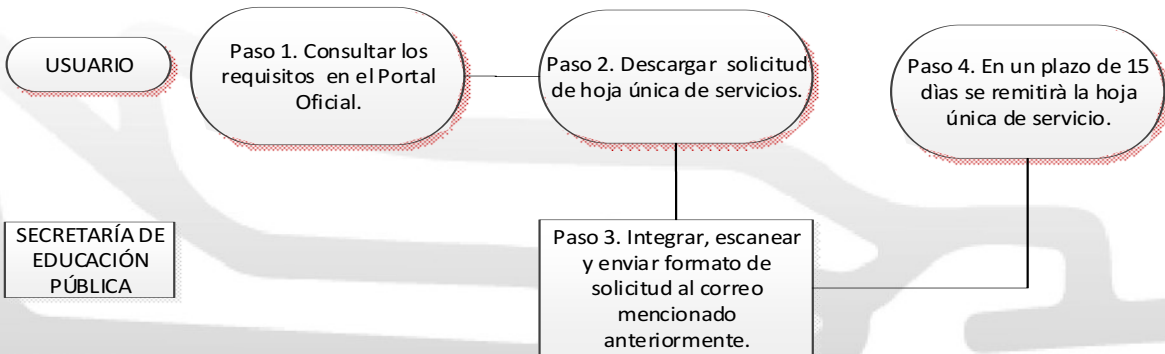 USUARIO
Paso 1. Consultar los
requisitos en el Portal
Oficial.
Paso 2. Descargar solicitud
de hoja única de servicios.
Paso 4. En un plazo de 15
dìas se remitirà la hoja
única de servicio.
SECRETARÍA DE
EDUCACIÓN
PÚBLICA
Paso 3. Integrar, escanear
y enviar formato de
solicitud al correo
mencionado
anteriormente.